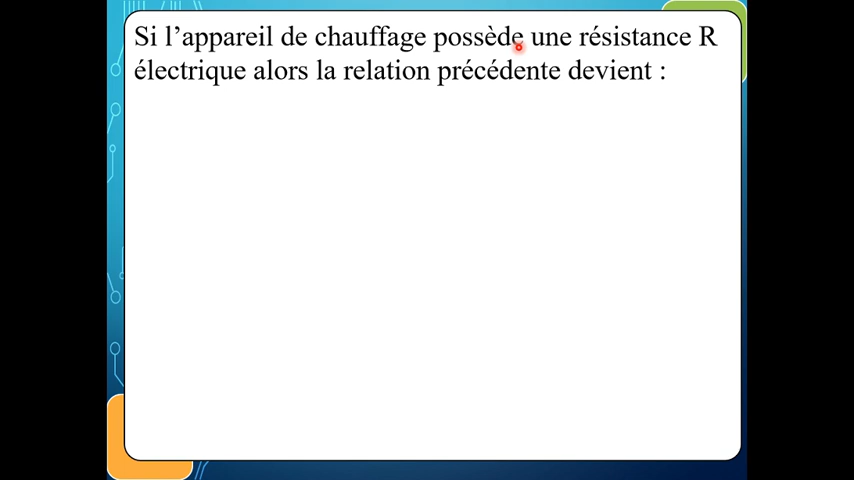 Si l’appareil de chauffage possède une résistance R
électrique alors la relation précédente devient :